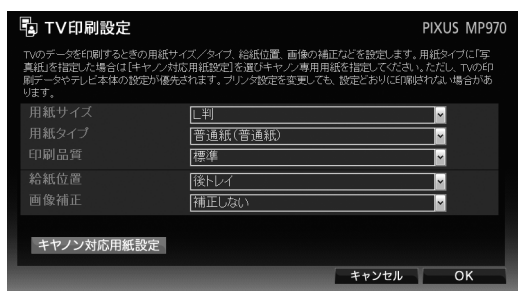 TV印刷設定 PIXUS MP970
TVのデータを印刷するときの用紙サイズ／タイプ、給紙位置、画像の補正などを設定します。用紙タイプに「写
真紙」を指定した場合は[キヤノン対応用紙設定]を選びキヤノン専用用紙を指定してください。ただし、TVの印
刷データやテレビ本体の設定が優先されます。プリンタ設定を変更しても、設定どおりに印刷されない場合があ
ります。
用紙サイズ L判
用紙タイプ 普通紙(普通紙)
印刷品質 標準
給紙位置 後トレイ
画像補正 補正しない
キヤノン対応用紙設定
キャンセル OK